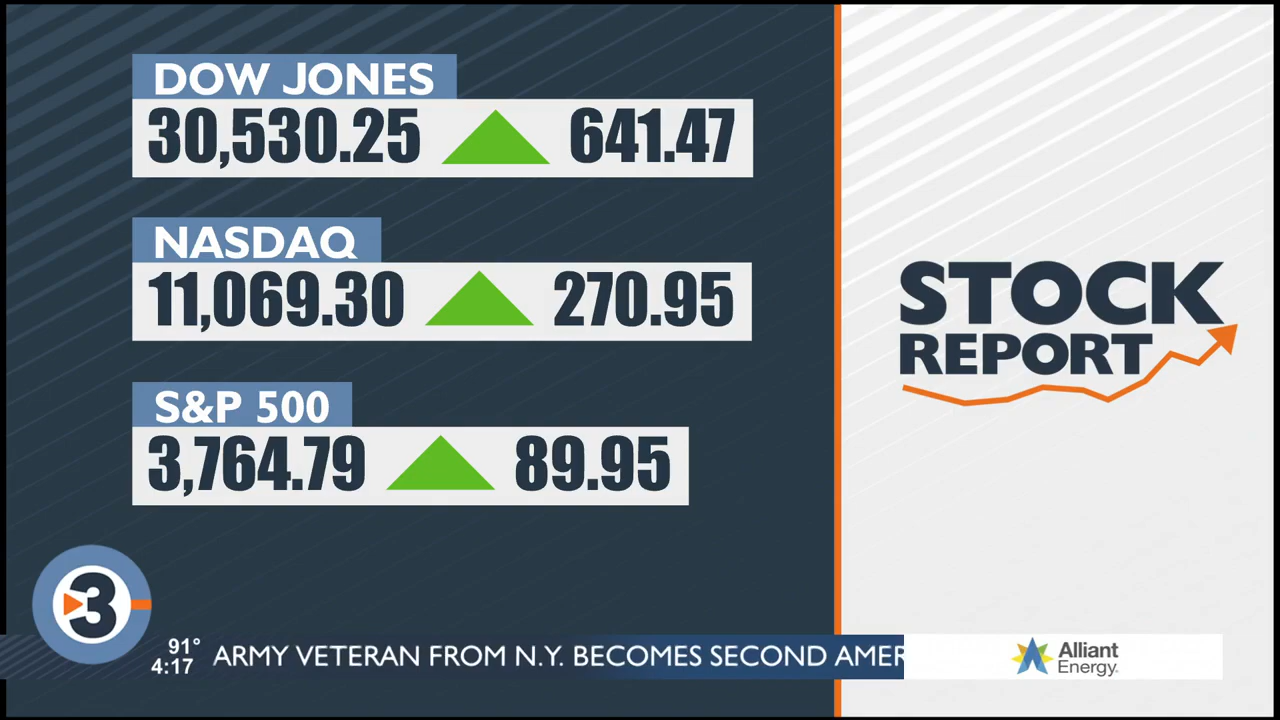 DOW JONES
30,530.25 641.47
NASDAQ
11,069.30 270.95
S&P 500
3,764.79 89.95
STOCK
REPORT
3
91°
4:17
ARMY VETERAN FROM N.Y. BECOMES SECOND AMER
Alliant
Energy.